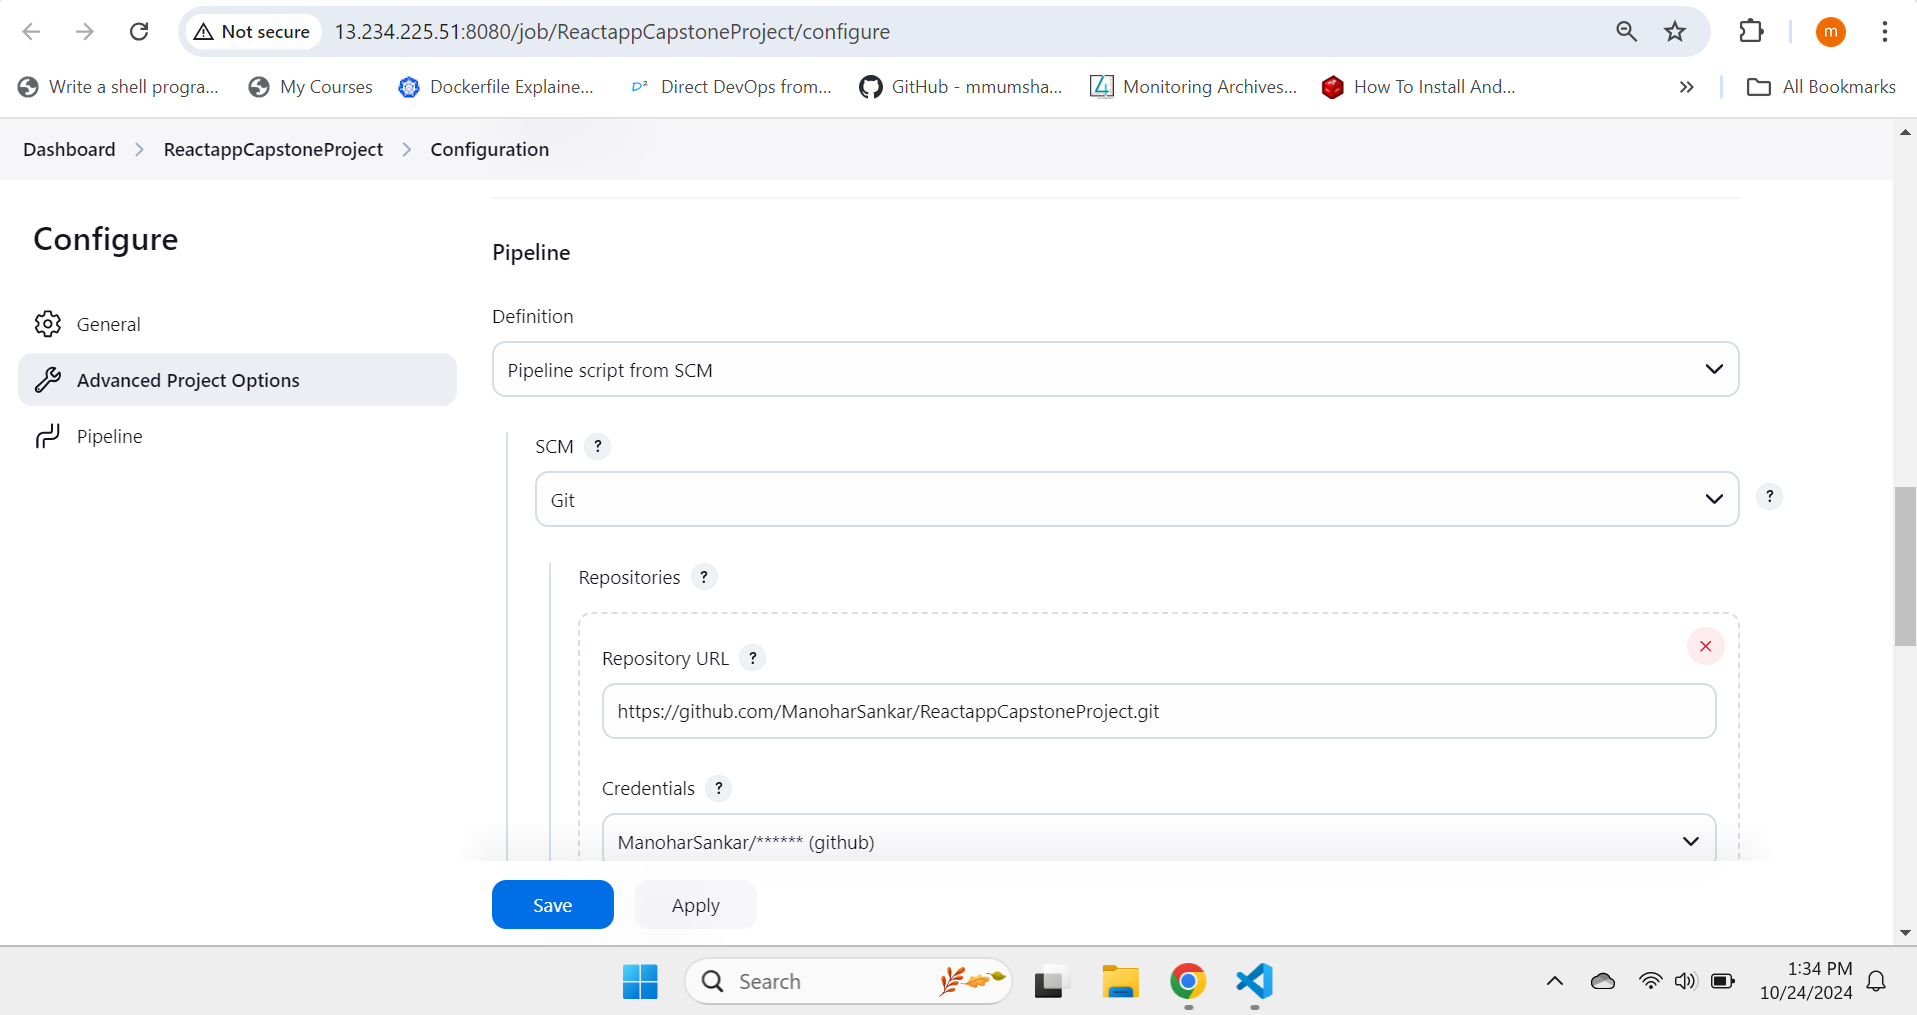 Not secure 13.234.225.51:8080/job/ReactappCapstoneProject/configure m
Write a shell progra... My Courses Dockerfile Explaine... D² Direct DevOps from... GitHub - mmumsha... Monitoring Archives... How To Install And... » All Bookmarks
Dashboard > ReactappCapstoneProject > Configuration
Configure
General
Advanced Project Options
Pipeline
Pipeline
Definition
Pipeline script from SCM
SCM ?
Git
?
Repositories ?
Repository URL ?
https://github.com/ManoharSankar/ReactappCapstoneProject.git
Credentials ?
ManoharSankar/****** (github)
Save Apply
Search
1:34 PM
10/24/2024